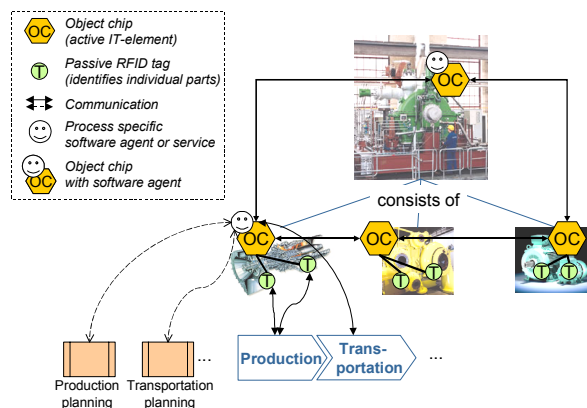 OC
Object chip
(active IT-element)
T
Passive RFID tag
(identifies individual parts)
Communication
Process specific
software agent or service
OC
Object chip
with software agent
OC
consists of
OC
OC
OC
T
T
T
T
T
T
Production
Trans-
portation
...
...
Production
planning
Transportation
planning